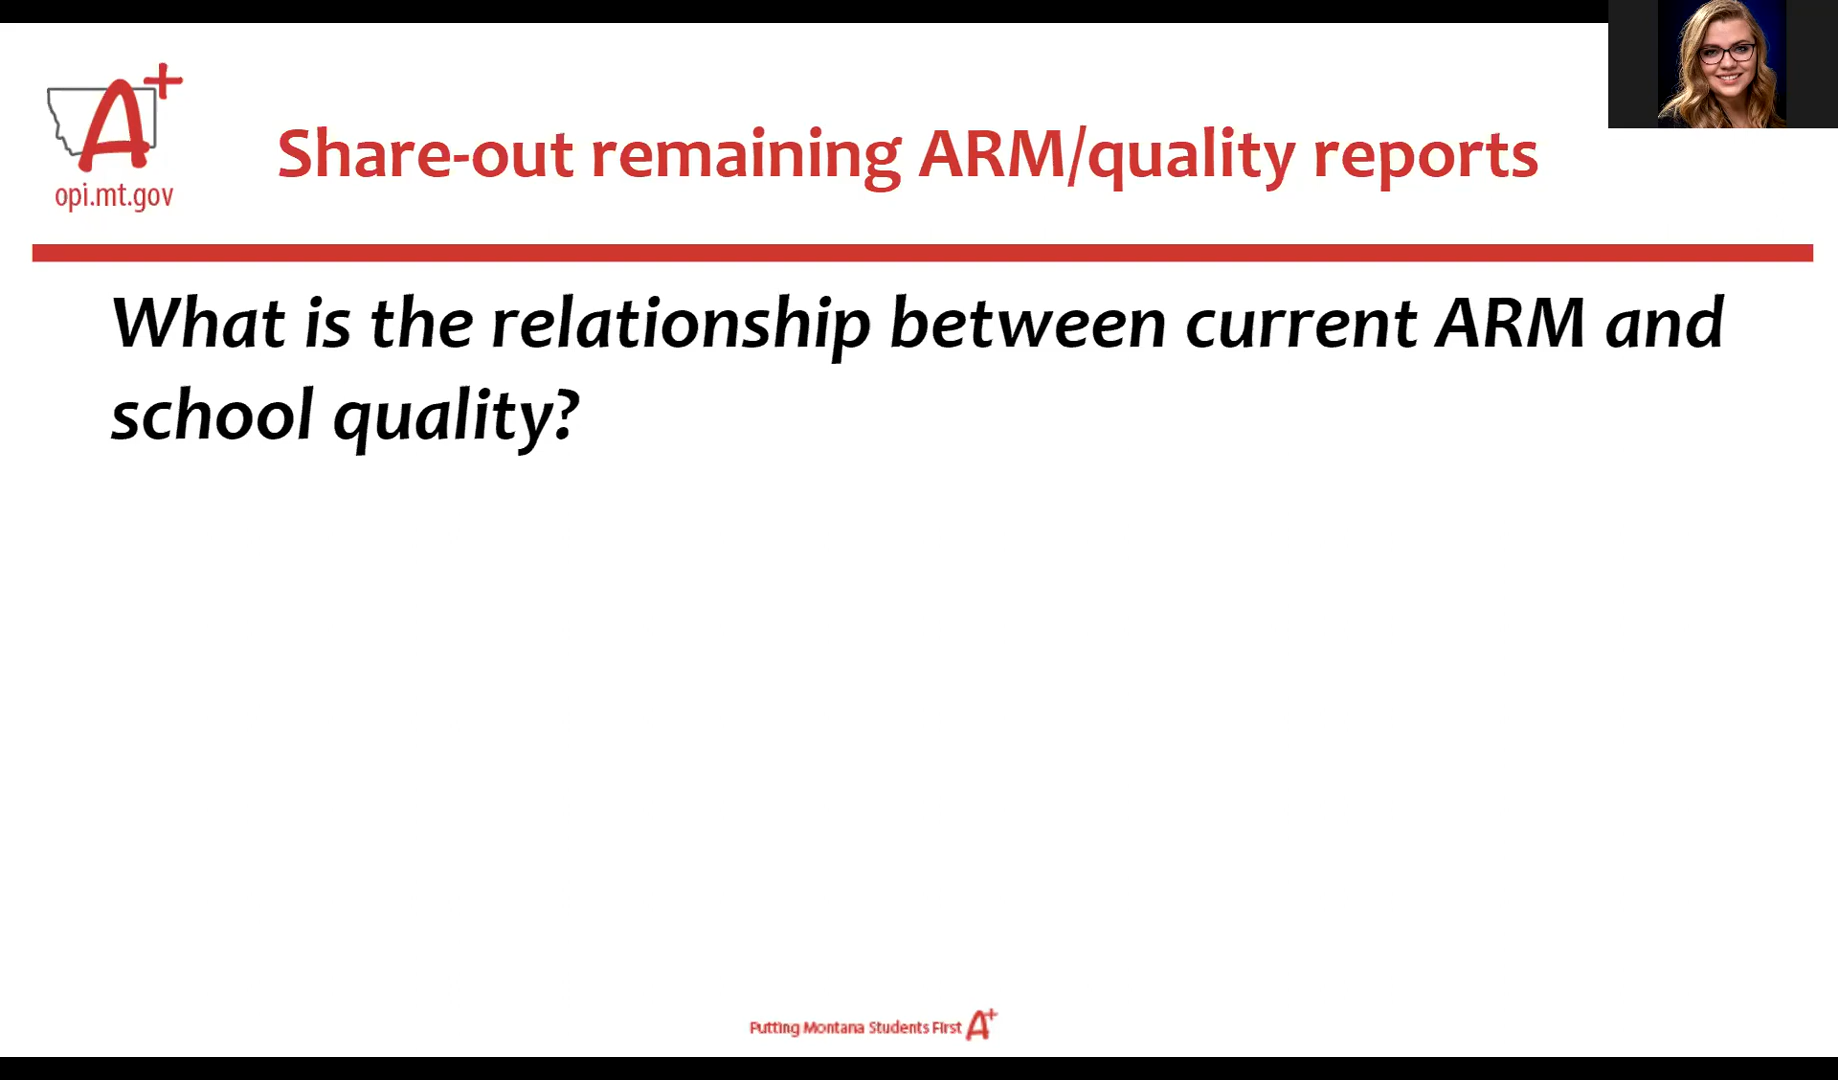 A+
opi.mt.gov
Share-out remaining ARM/quality reports
What is the relationship between current ARM and
school quality?
Putting Montana Students First A+